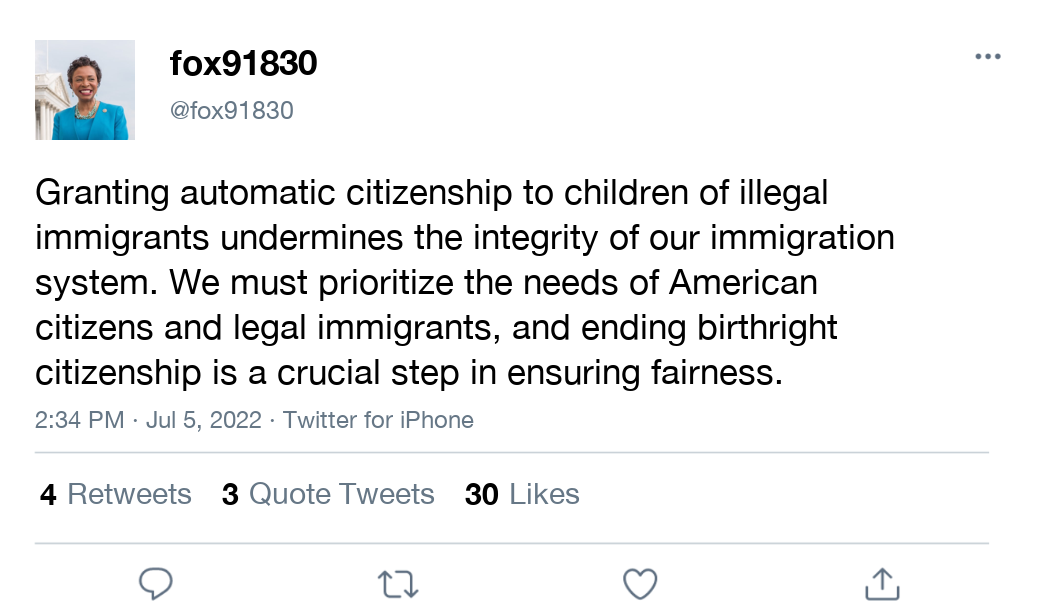 fox91830
@fox91830
Granting automatic citizenship to children of illegal
immigrants undermines the integrity of our immigration
system. We must prioritize the needs of American
citizens and legal immigrants, and ending birthright
citizenship is a crucial step in ensuring fairness.
2:34 PM · Jul 5, 2022 · Twitter for iPhone
4 Retweets 3 Quote Tweets 30 Likes